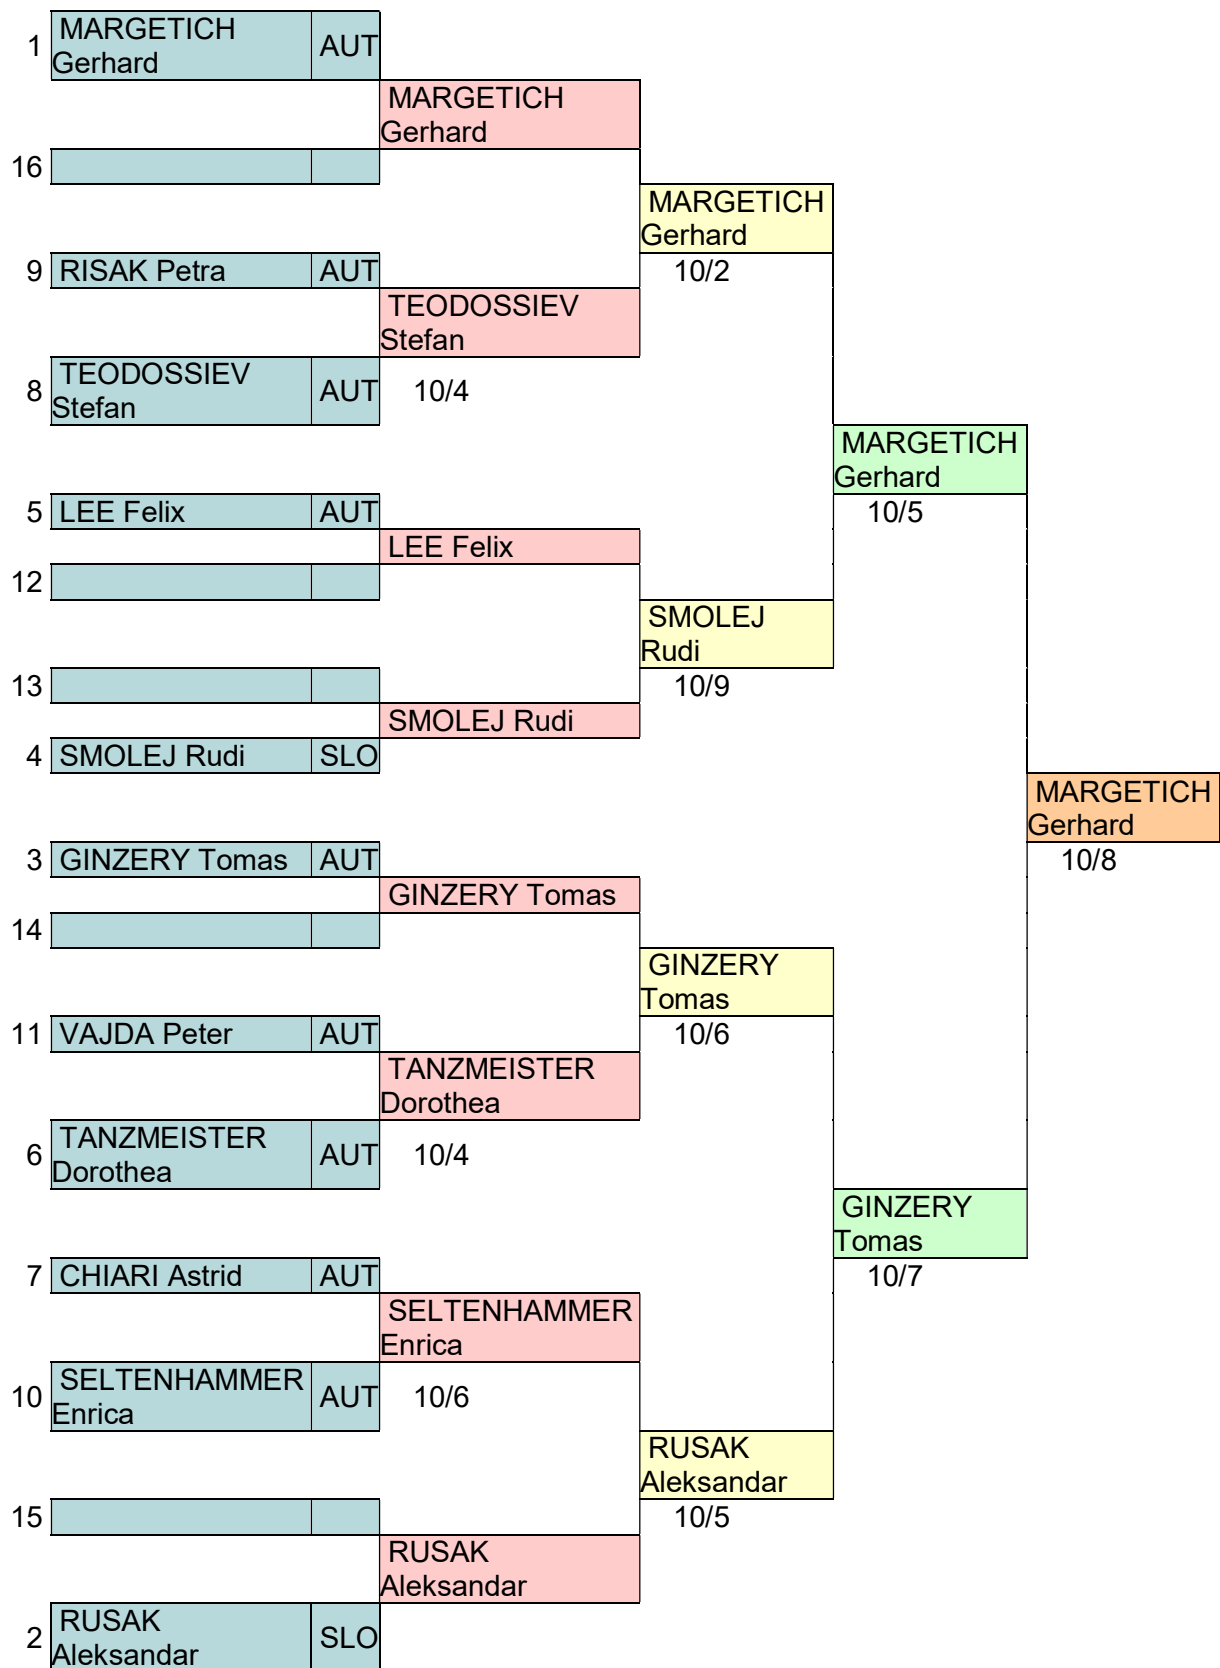 1 MARGETICH
Gerhard AUT
MARGETICH
Gerhard
16
MARGETICH
Gerhard
9 RISAK Petra AUT
10/2
TEODOSSIEV
Stefan
8 TEODOSSIEV
Stefan AUT
10/4
MARGETICH
Gerhard
5 LEE Felix AUT
10/5
LEE Felix
12
SMOLEJ
Rudi
13
10/9
SMOLEJ Rudi
4 SMOLEJ Rudi SLO
MARGETICH
Gerhard
3 GINZERY Tomas AUT
10/8
GINZERY Tomas
14
GINZERY
Tomas
11 VAJDA Peter AUT
10/6
TANZMEISTER
Dorothea
6 TANZMEISTER
Dorothea AUT
10/4
GINZERY
Tomas
7 CHIARI Astrid AUT
10/7
SELTENHAMMER
Enrica
10 SELTENHAMMER
Enrica AUT
10/6
RUSAK
Aleksandar
15
10/5
RUSAK
Aleksandar
2 RUSAK
Aleksandar SLO